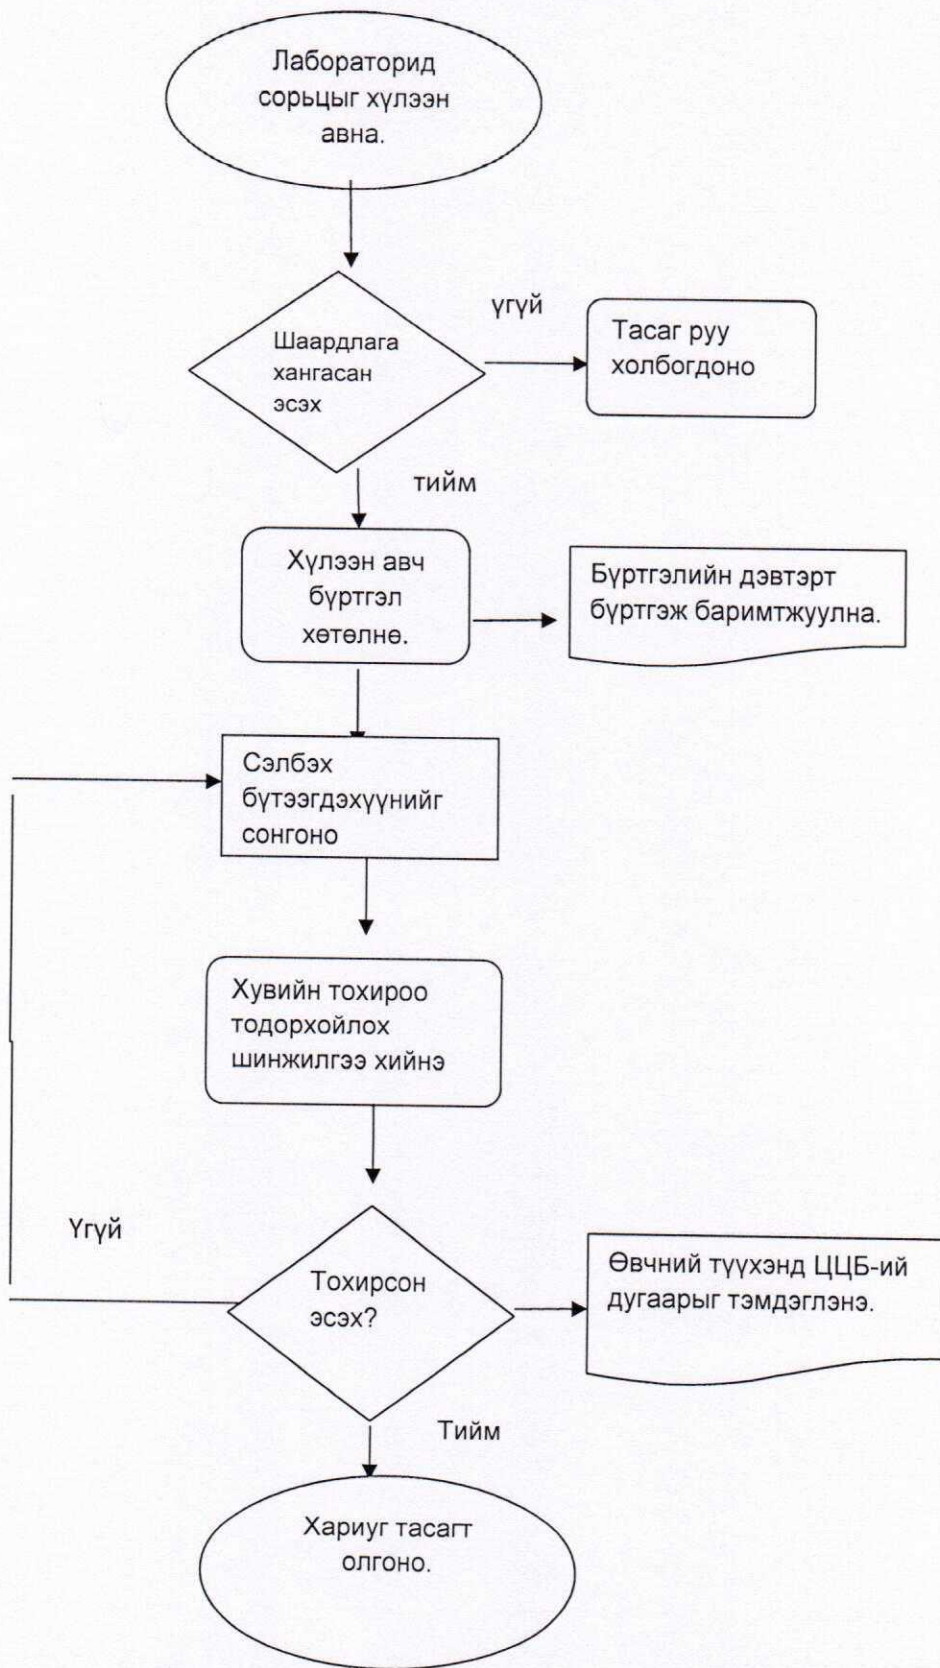 Лабораторид
сорьцыг хүлээн
авна.
үгүй
Шаардлага
хангасан
эсэх
Тасаг руу
холбогдоно
тийм
Хүлээн авч
бүртгэл
хөтөлнө.
Бүртгэлийн дэвтэрт
бүртгэж баримтжуулна.
Сэлбэх
бүтээгдэхүүнийг
сонгоно
Хувийн тохироо
тодорхойлох
шинжилгээ хийнэ
Үгүй
Тохирсон
эсэх?
Өвчний түүхэнд ЦЦБ-ий
дугаарыг тэмдэглэнэ.
Тийм
Хариуг тасагт
олгоно.